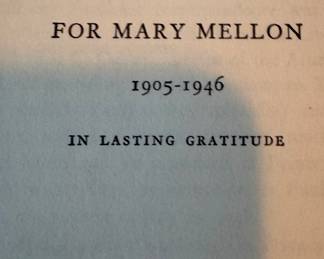 FOR MARY MELLON
1905-1946
IN LASTING GRATITUDE